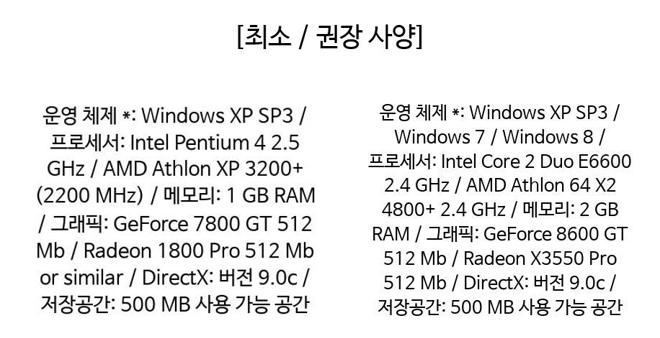 [최소 / 권장 사양]
운영 체제 *: Windows XP SP3 /
프로세서: Intel Pentium 4 2.5
GHz / AMD Athlon XP 3200+
(2200 MHz) / 메모리: 1 GB RAM
/ 그래픽: GeForce 7800 GT 512
Mb / Radeon 1800 Pro 512 Mb
or similar / DirectX: 버전 9.0c /
저장공간: 500 MB 사용 가능 공간
운영 체제 *: Windows XP SP3 /
Windows 7 / Windows 8 /
프로세서: Intel Core 2 Duo E6600
2.4 GHz / AMD Athlon 64 X2
4800+ 2.4 GHz / 메모리: 2 GB
RAM / 그래픽: GeForce 8600 GT
512 Mb / Radeon X3550 Pro
512 Mb / DirectX: 버전 9.0c /
저장공간: 500 MB 사용 가능 공간